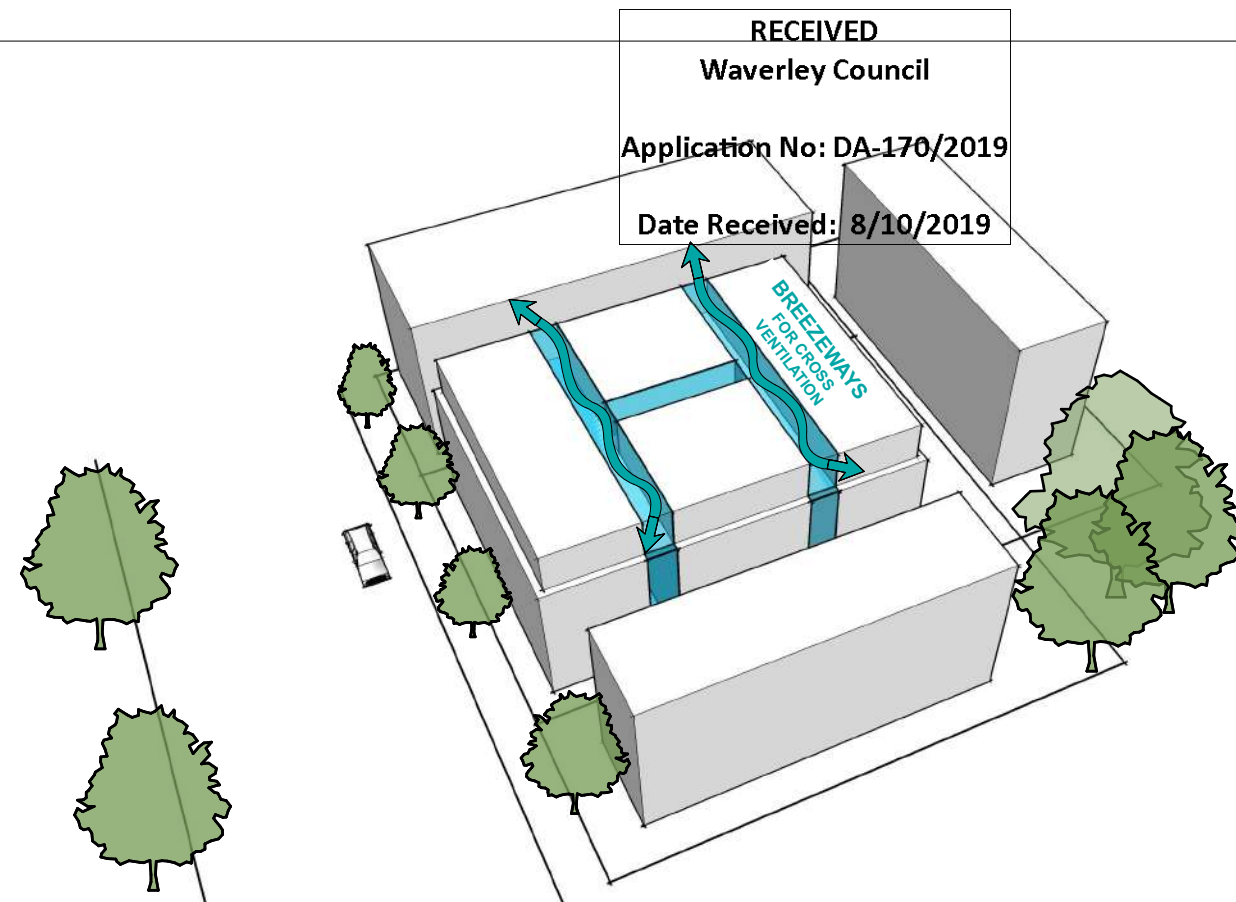 RECEIVED
Waverley Council
Application No: DA-170/2019
Date Received: 8/10/2019
BREEZEWAYS
FOR CROSS
VENTILATION